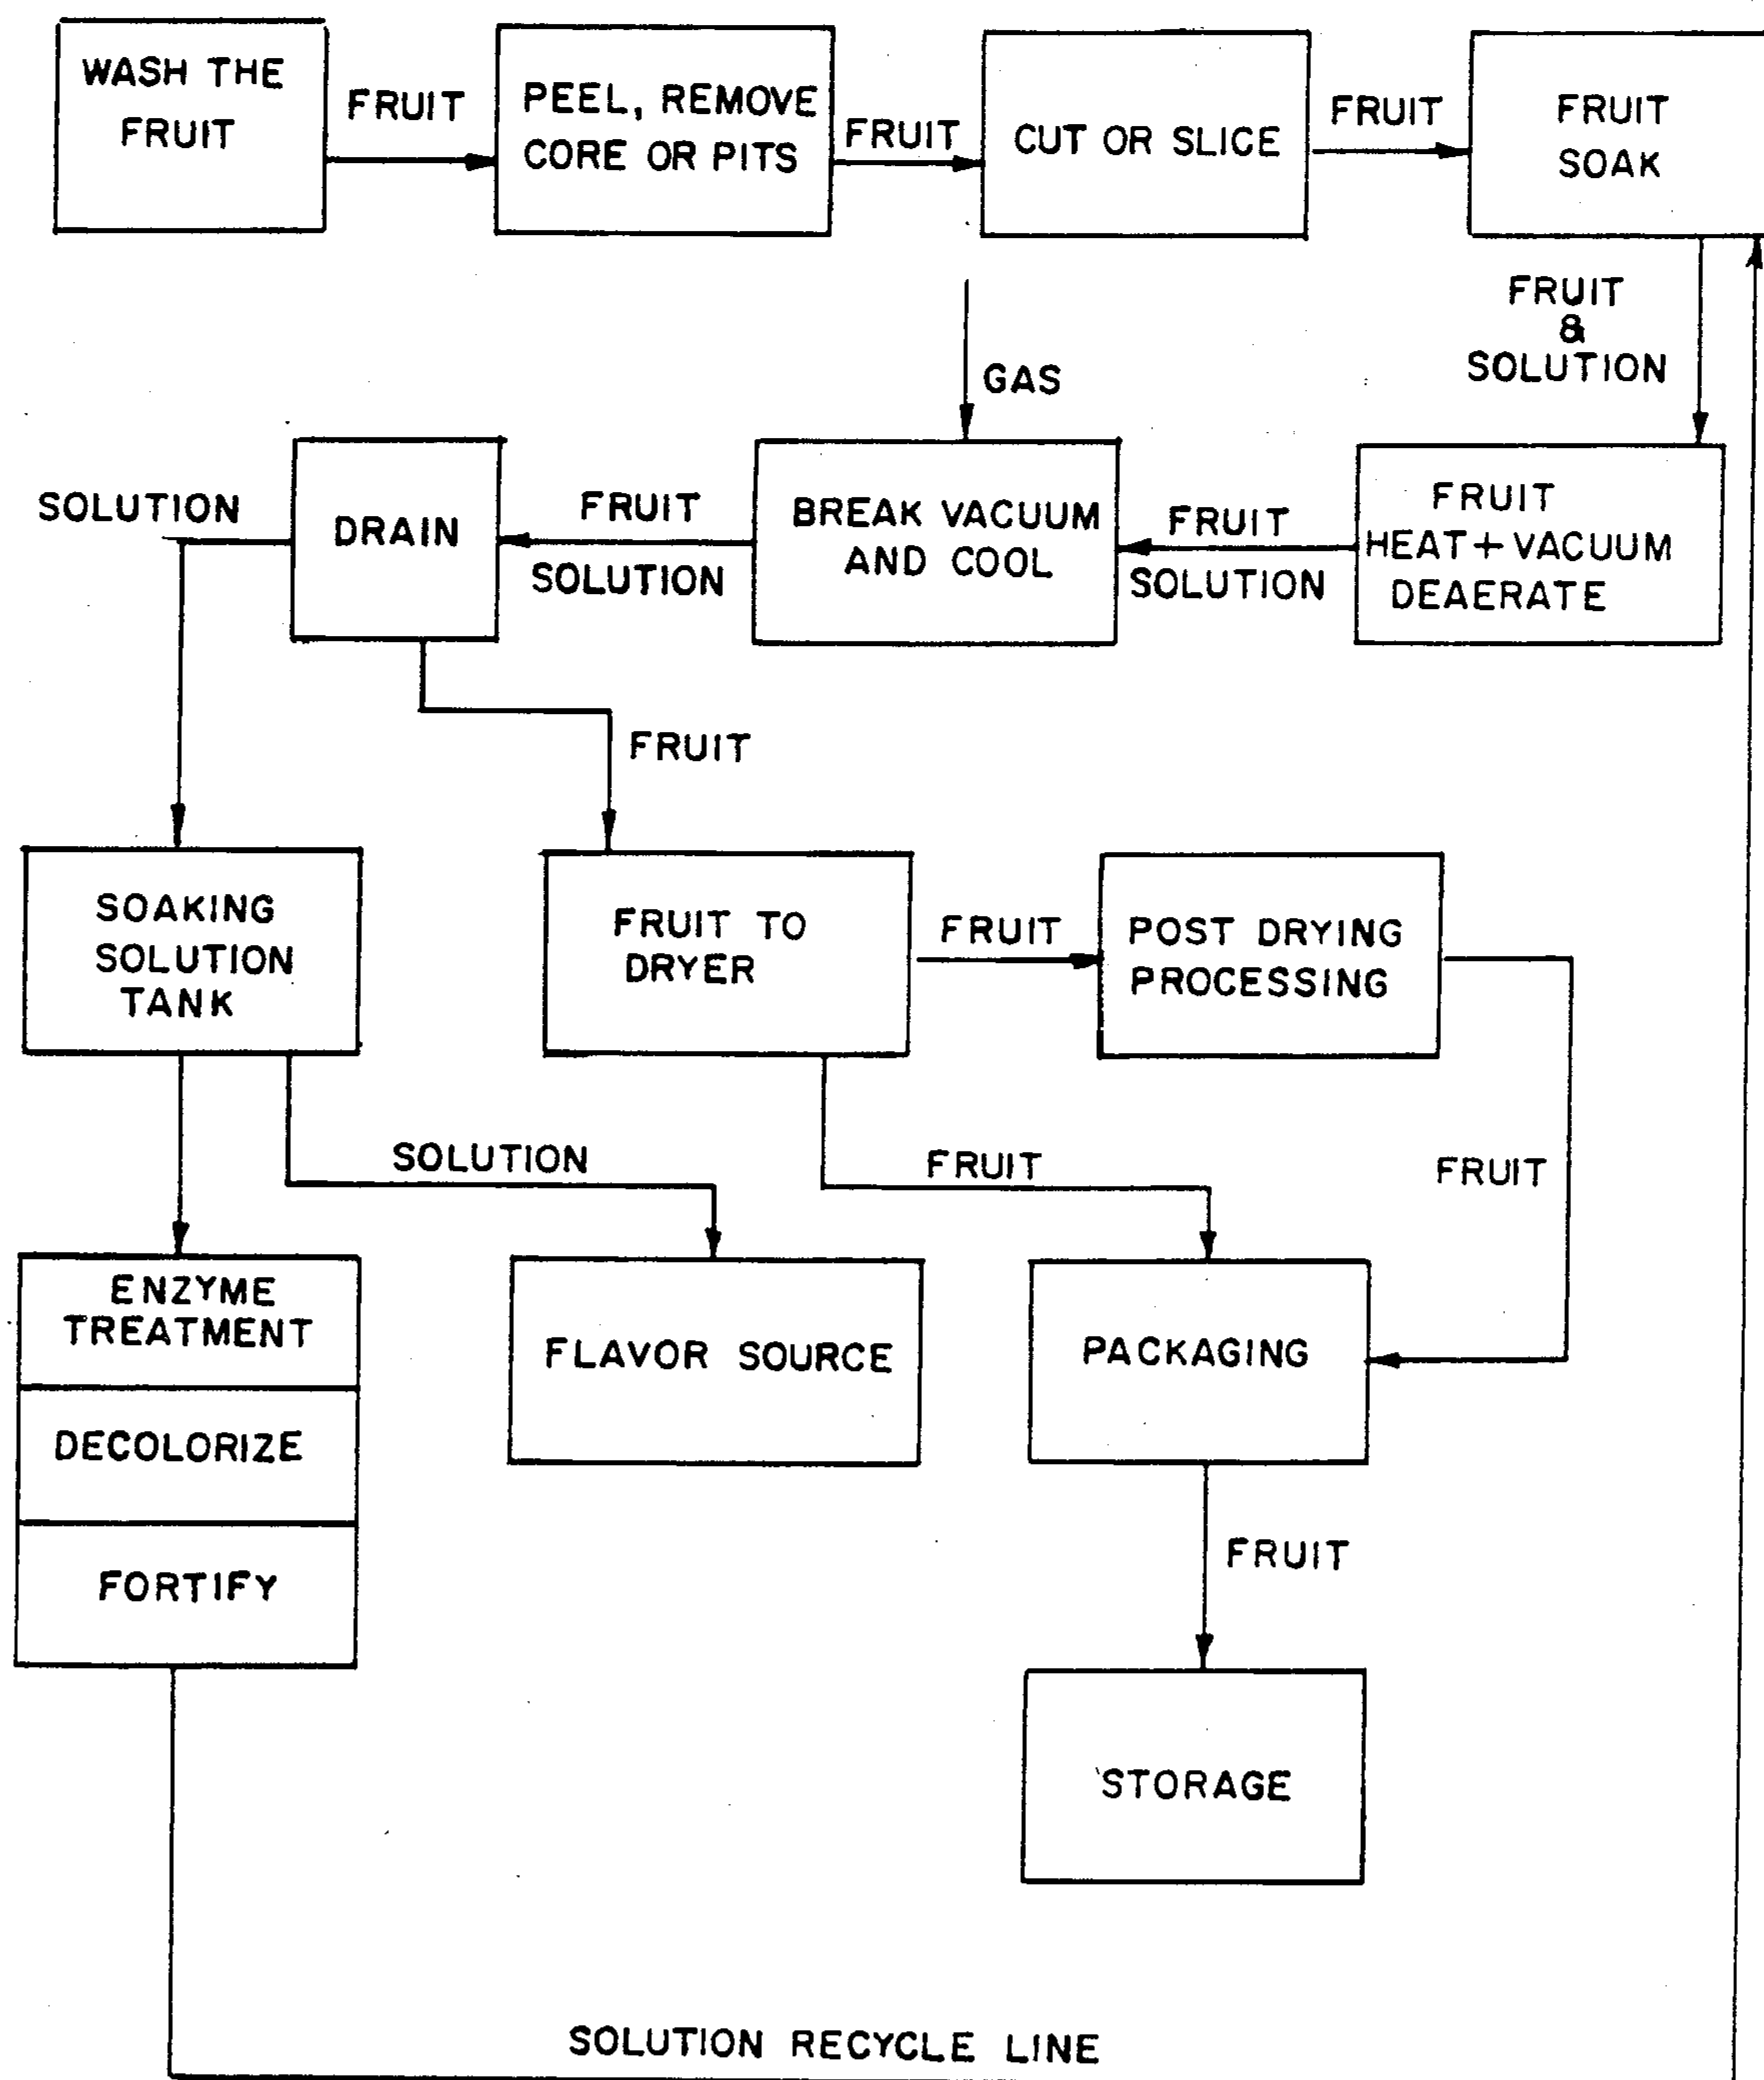 WASH THE
FRUIT
FRUIT
PEEL, REMOVE
CORE OR PITS
FRUIT
CUT OR SLICE
FRUIT
FRUIT
SOAK
FRUIT
&
SOLUTION
GAS
FRUIT
HEAT+VACUUM
DEAERATE
FRUIT
SOLUTION
BREAK VACUUM
AND COOL
FRUIT
SOLUTION
DRAIN
SOLUTION
FRUIT
SOAKING
SOLUTION
TANK
FRUIT TO
DRYER
FRUIT
POST DRYING
PROCESSING
SOLUTION
FRUIT
FRUIT
ENZYME
TREATMENT
DECOLORIZE
FORTIFY
FLAVOR SOURCE
PACKAGING
FRUIT
STORAGE
SOLUTION RECYCLE LINE